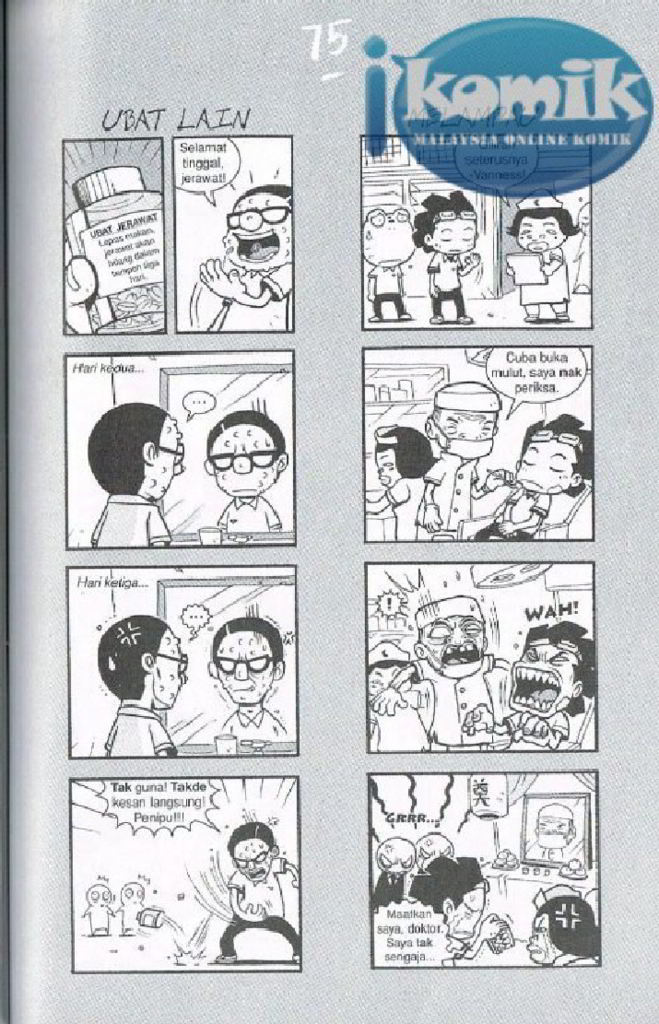 75
UBAT LAIN
UBAT JERAWAT
Lepas makan,
jerawat akan
hilang dalam
tempoh tiga
hari.
Selamat
tinggal,
jerawat!
Hari kedua...
...
Hari ketiga...
...
Tak guna! Takde
kesan langsung!
Penipu!!!
ikomik
MALAYSIA ONLINE KOMIK
MELAMPAU
seterusnya
-Vanness!
Cuba buka
mulut, saya nak
periksa.
!
WAH!
GRRR...
奠
Maafkan
saya, doktor.
Saya tak
sengaja...